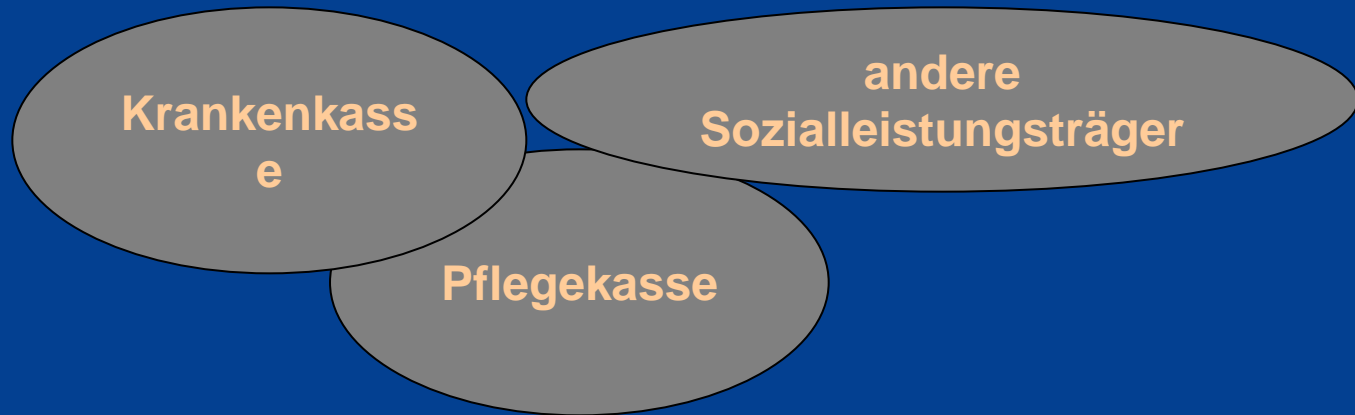 Krankenkass
e
andere
Sozialleistungsträger
Pflegekasse